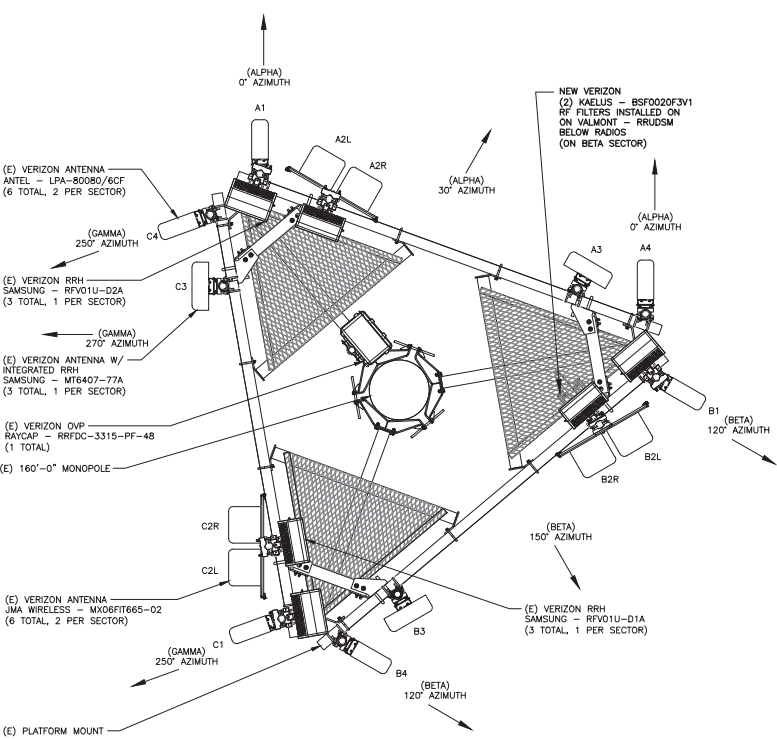 (ALPHA)
0° AZIMUTH
A1
A2L
A2R
(ALPHA)
30° AZIMUTH
NEW VERIZON
(2) KAELUS – BSF0020F3V1
RF FILTERS INSTALLED ON
ON VALMONT – RRUDSM
BELOW RADIOS
(ON BETA SECTOR)
(ALPHA)
0° AZIMUTH
A3
A4
(E) VERIZON ANTENNA
ANTEL – LPA-80080/6CF
(6 TOTAL, 2 PER SECTOR)
C4
(GAMMA)
250° AZIMUTH
C3
(E) VERIZON RRH
SAMSUNG – RFV01U-D2A
(3 TOTAL, 1 PER SECTOR)
(GAMMA)
270° AZIMUTH
(E) VERIZON ANTENNA W/
INTEGRATED RRH
SAMSUNG – MT6407-77A
(3 TOTAL, 1 PER SECTOR)
B1
(BETA)
120° AZIMUTH
B2L
B2R
(E) VERIZON OVP
RAYCAP – RRFDC-3315-PF-48
(1 TOTAL)
(E) 160'-0" MONOPOLE
C2R
C2L
(BETA)
150° AZIMUTH
(E) VERIZON ANTENNA
JMA WIRELESS – MX06FIT665-02
(6 TOTAL, 2 PER SECTOR)
(E) VERIZON RRH
SAMSUNG – RFV01U-D1A
(3 TOTAL, 1 PER SECTOR)
C1
B3
(GAMMA)
250° AZIMUTH
B4
(BETA)
120° AZIMUTH
(E) PLATFORM MOUNT